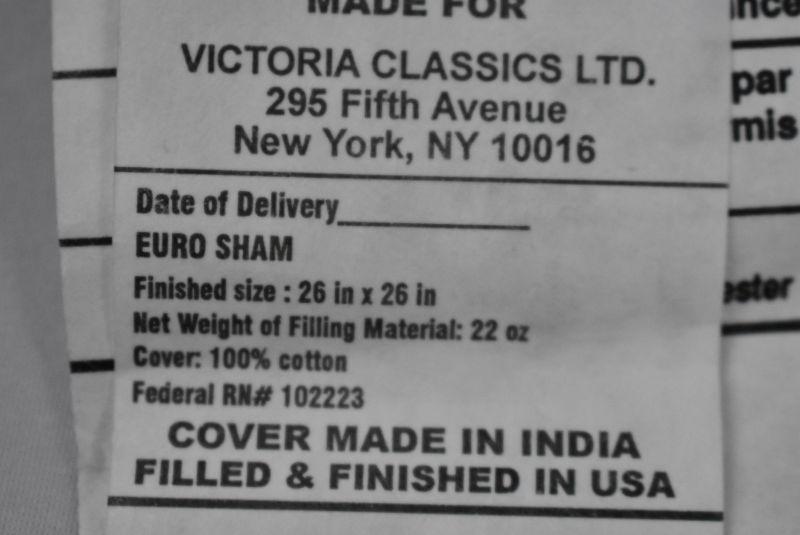 MADE FOR
VICTORIA CLASSICS LTD.
295 Fifth Avenue
New York, NY 10016
Date of Delivery
EURO SHAM
Finished size : 26 in x 26 in
Net Weight of Filling Material: 22 oz
Cover: 100% cotton
Federal RN# 102223
COVER MADE IN INDIA
FILLED & FINISHED IN USA
par
mis
ester